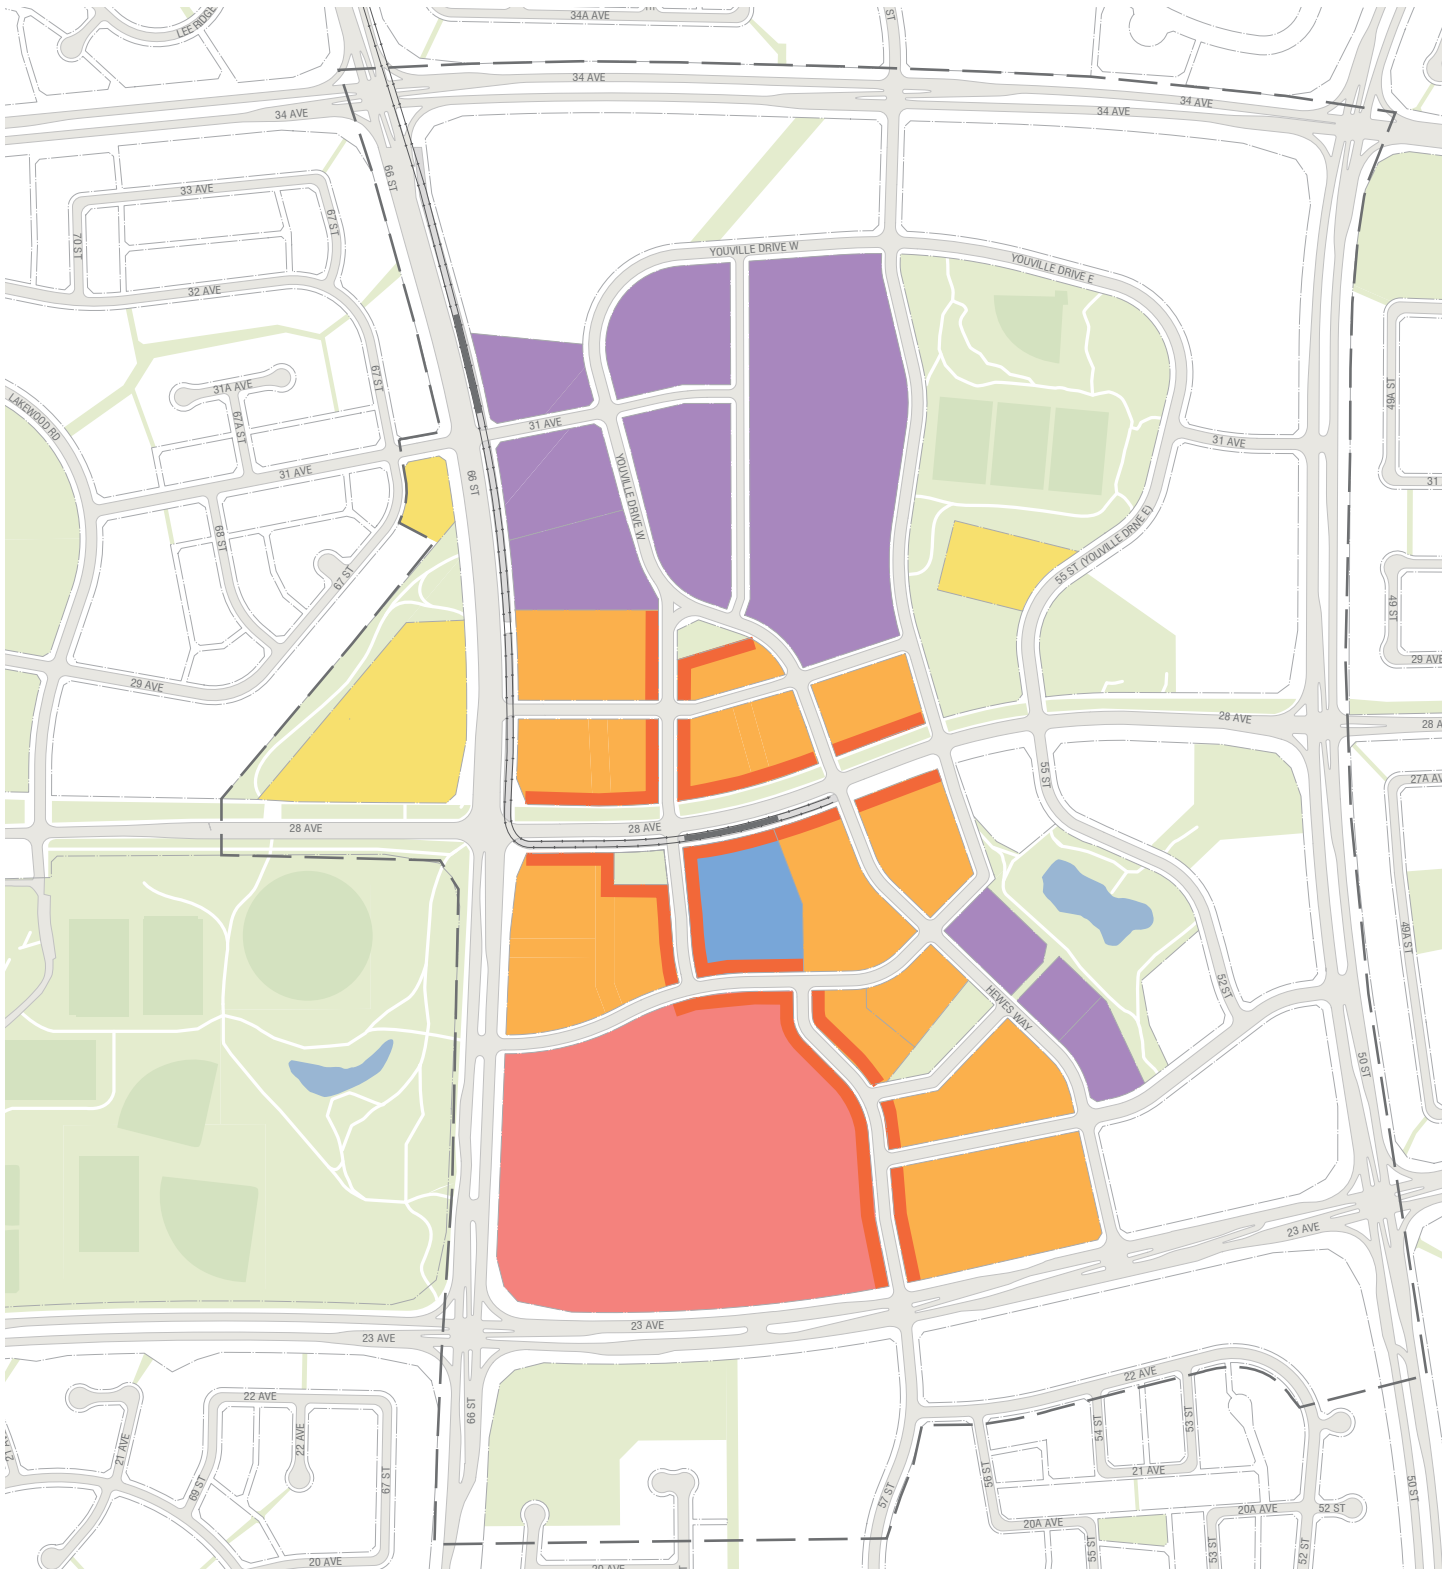 LEE RIDGE
34A AVE
ST
34 AVE
34 AVE
34 AVE
34 AVE
66 ST
33 AVE
67 ST
70 ST
YOUVILLE DRIVE W
YOUVILLE DRIVE E
32 AVE
31A AVE
67 ST
67A ST
LAKEWOOD RD
49A ST
31 AVE
31 AVE
31 AVE
31
66 ST
YOUVILLE DRIVE W
68 ST
67 ST
55 ST (YOUVILLE DRIVE E)
49 ST
29 AVE
29 AVE
28 AVE
28 A
28 AVE
28 AVE
55 ST
27A AV
49A ST
52 ST
HEWES WAY
50 ST
23 AVE
23 AVE
23 AVE
22 AVE
22 AVE
66 ST
21 AVE
22 AVE
54 ST
53 ST
21 AVE
69 ST
67 ST
56 ST
57 ST
50 ST
20A AVE
20A AVE
52 ST
20 AVE
55 ST
53 ST
52 ST
20 AVE